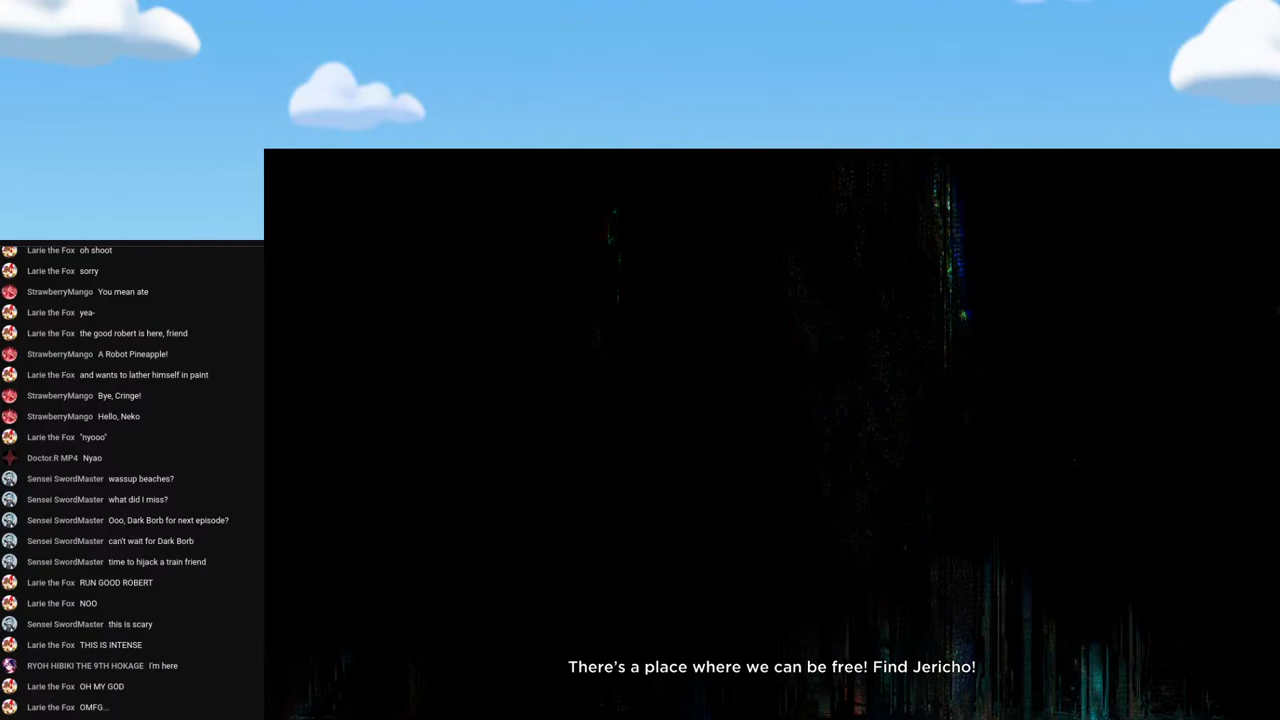 Larie the Fox oh shoot
Larie the Fox sorry
StrawberryMango You mean ate
Larie the Fox yea-
Larie the Fox the good robert is here, friend
StrawberryMango A Robot Pineapple!
Larie the Fox and wants to lather himself in paint
StrawberryMango Bye, Cringe!
StrawberryMango Hello, Neko
Larie the Fox "nyooo"
Doctor.R MP4 Nyao
Sensei SwordMaster wassup beaches?
Sensei SwordMaster what did I miss?
Sensei SwordMaster Ooo, Dark Borb for next episode?
Sensei SwordMaster can't wait for Dark Borb
Sensei SwordMaster time to hijack a train friend
Larie the Fox RUN GOOD ROBERT
Larie the Fox NOO
Sensei SwordMaster this is scary
Larie the Fox THIS IS INTENSE
RYOH HIBIKI THE 9TH HOKAGE I'm here
Larie the Fox OH MY GOD
Larie the Fox OMFG...
There's a place where we can be free! Find Jericho!